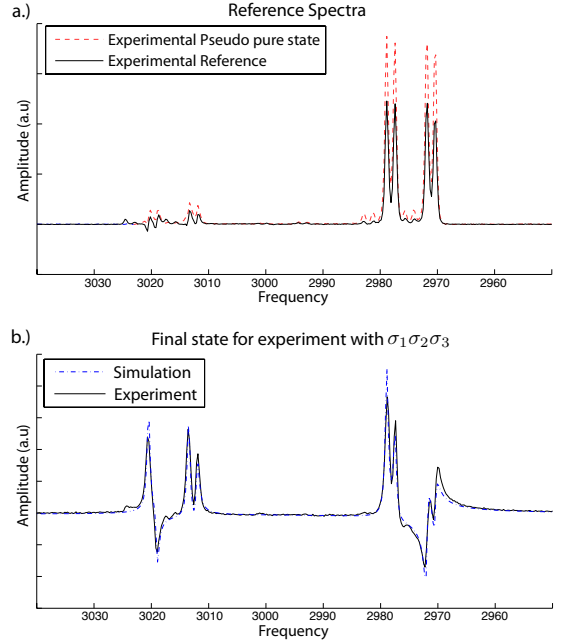 a.)
Reference Spectra
Experimental Pseudo pure state
Experimental Reference
Amplitude (a.u)
3030 3020 3010 3000 2990 2980 2970 2960
Frequency
b.)
Final state for experiment with σ₁σ₂σ₃
Simulation
Experiment
Amplitude (a.u)
3030 3020 3010 3000 2990 2980 2970 2960
Frequency